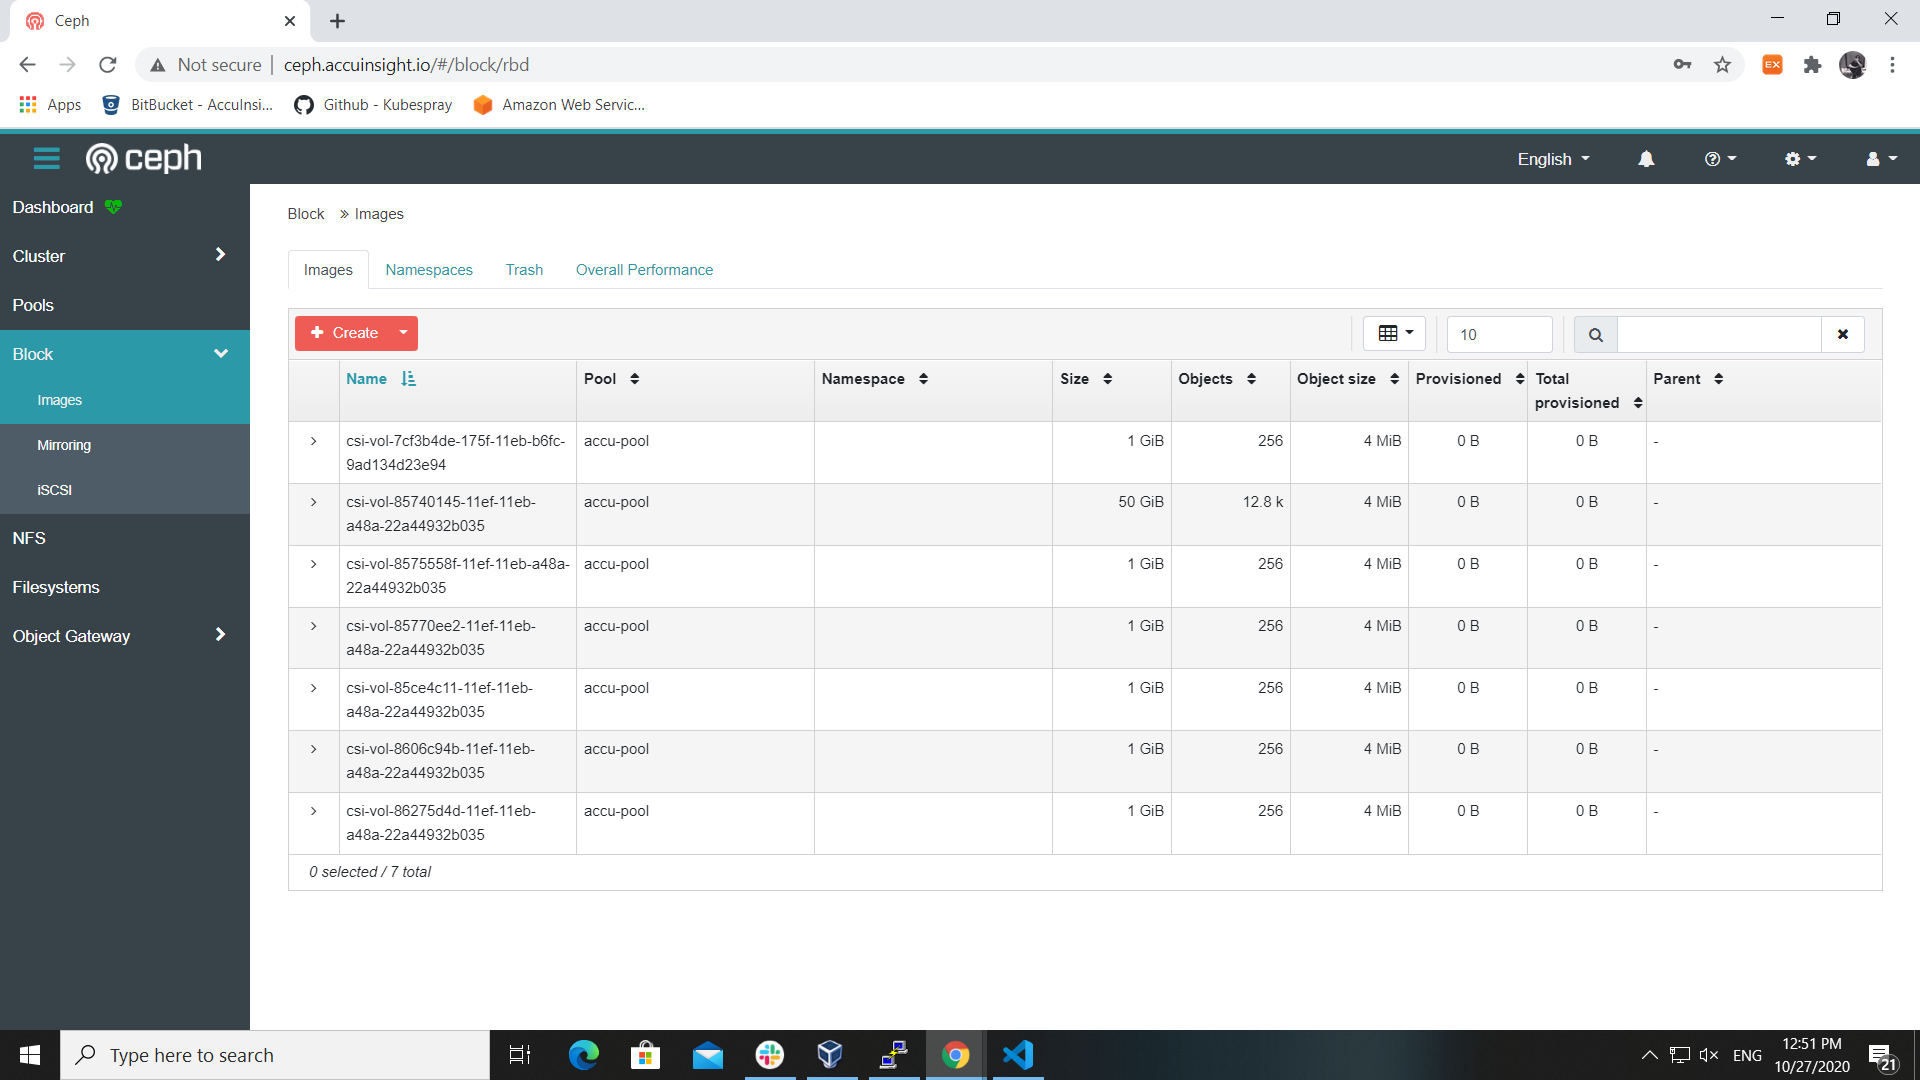 Ceph
Not secure | ceph.accuinsight.io/#/block/rbd
EX
Apps BitBucket - AccuInsi... Github - Kubespray Amazon Web Servic...
ceph English
Dashboard
Cluster
Pools
Block
Images
Mirroring
iSCSI
NFS
Filesystems
Object Gateway
Block » Images
Images Namespaces Trash Overall Performance
Create 10
Name Pool Namespace Size Objects Object size Provisioned Total provisioned Parent
csi-vol-7cf3b4de-175f-11eb-b6fc- accu-pool 1 GiB 256 4 MiB 0 B 0 B -
9ad134d23e94
csi-vol-85740145-11ef-11eb- accu-pool 50 GiB 12.8 k 4 MiB 0 B 0 B -
a48a-22a44932b035
csi-vol-8575558f-11ef-11eb-a48a- accu-pool 1 GiB 256 4 MiB 0 B 0 B -
22a44932b035
csi-vol-85770ee2-11ef-11eb- accu-pool 1 GiB 256 4 MiB 0 B 0 B -
a48a-22a44932b035
csi-vol-85ce4c11-11ef-11eb- accu-pool 1 GiB 256 4 MiB 0 B 0 B -
a48a-22a44932b035
csi-vol-8606c94b-11ef-11eb- accu-pool 1 GiB 256 4 MiB 0 B 0 B -
a48a-22a44932b035
csi-vol-86275d4d-11ef-11eb- accu-pool 1 GiB 256 4 MiB 0 B 0 B -
a48a-22a44932b035
0 selected / 7 total
Type here to search
ENG
12:51 PM
10/27/2020
21